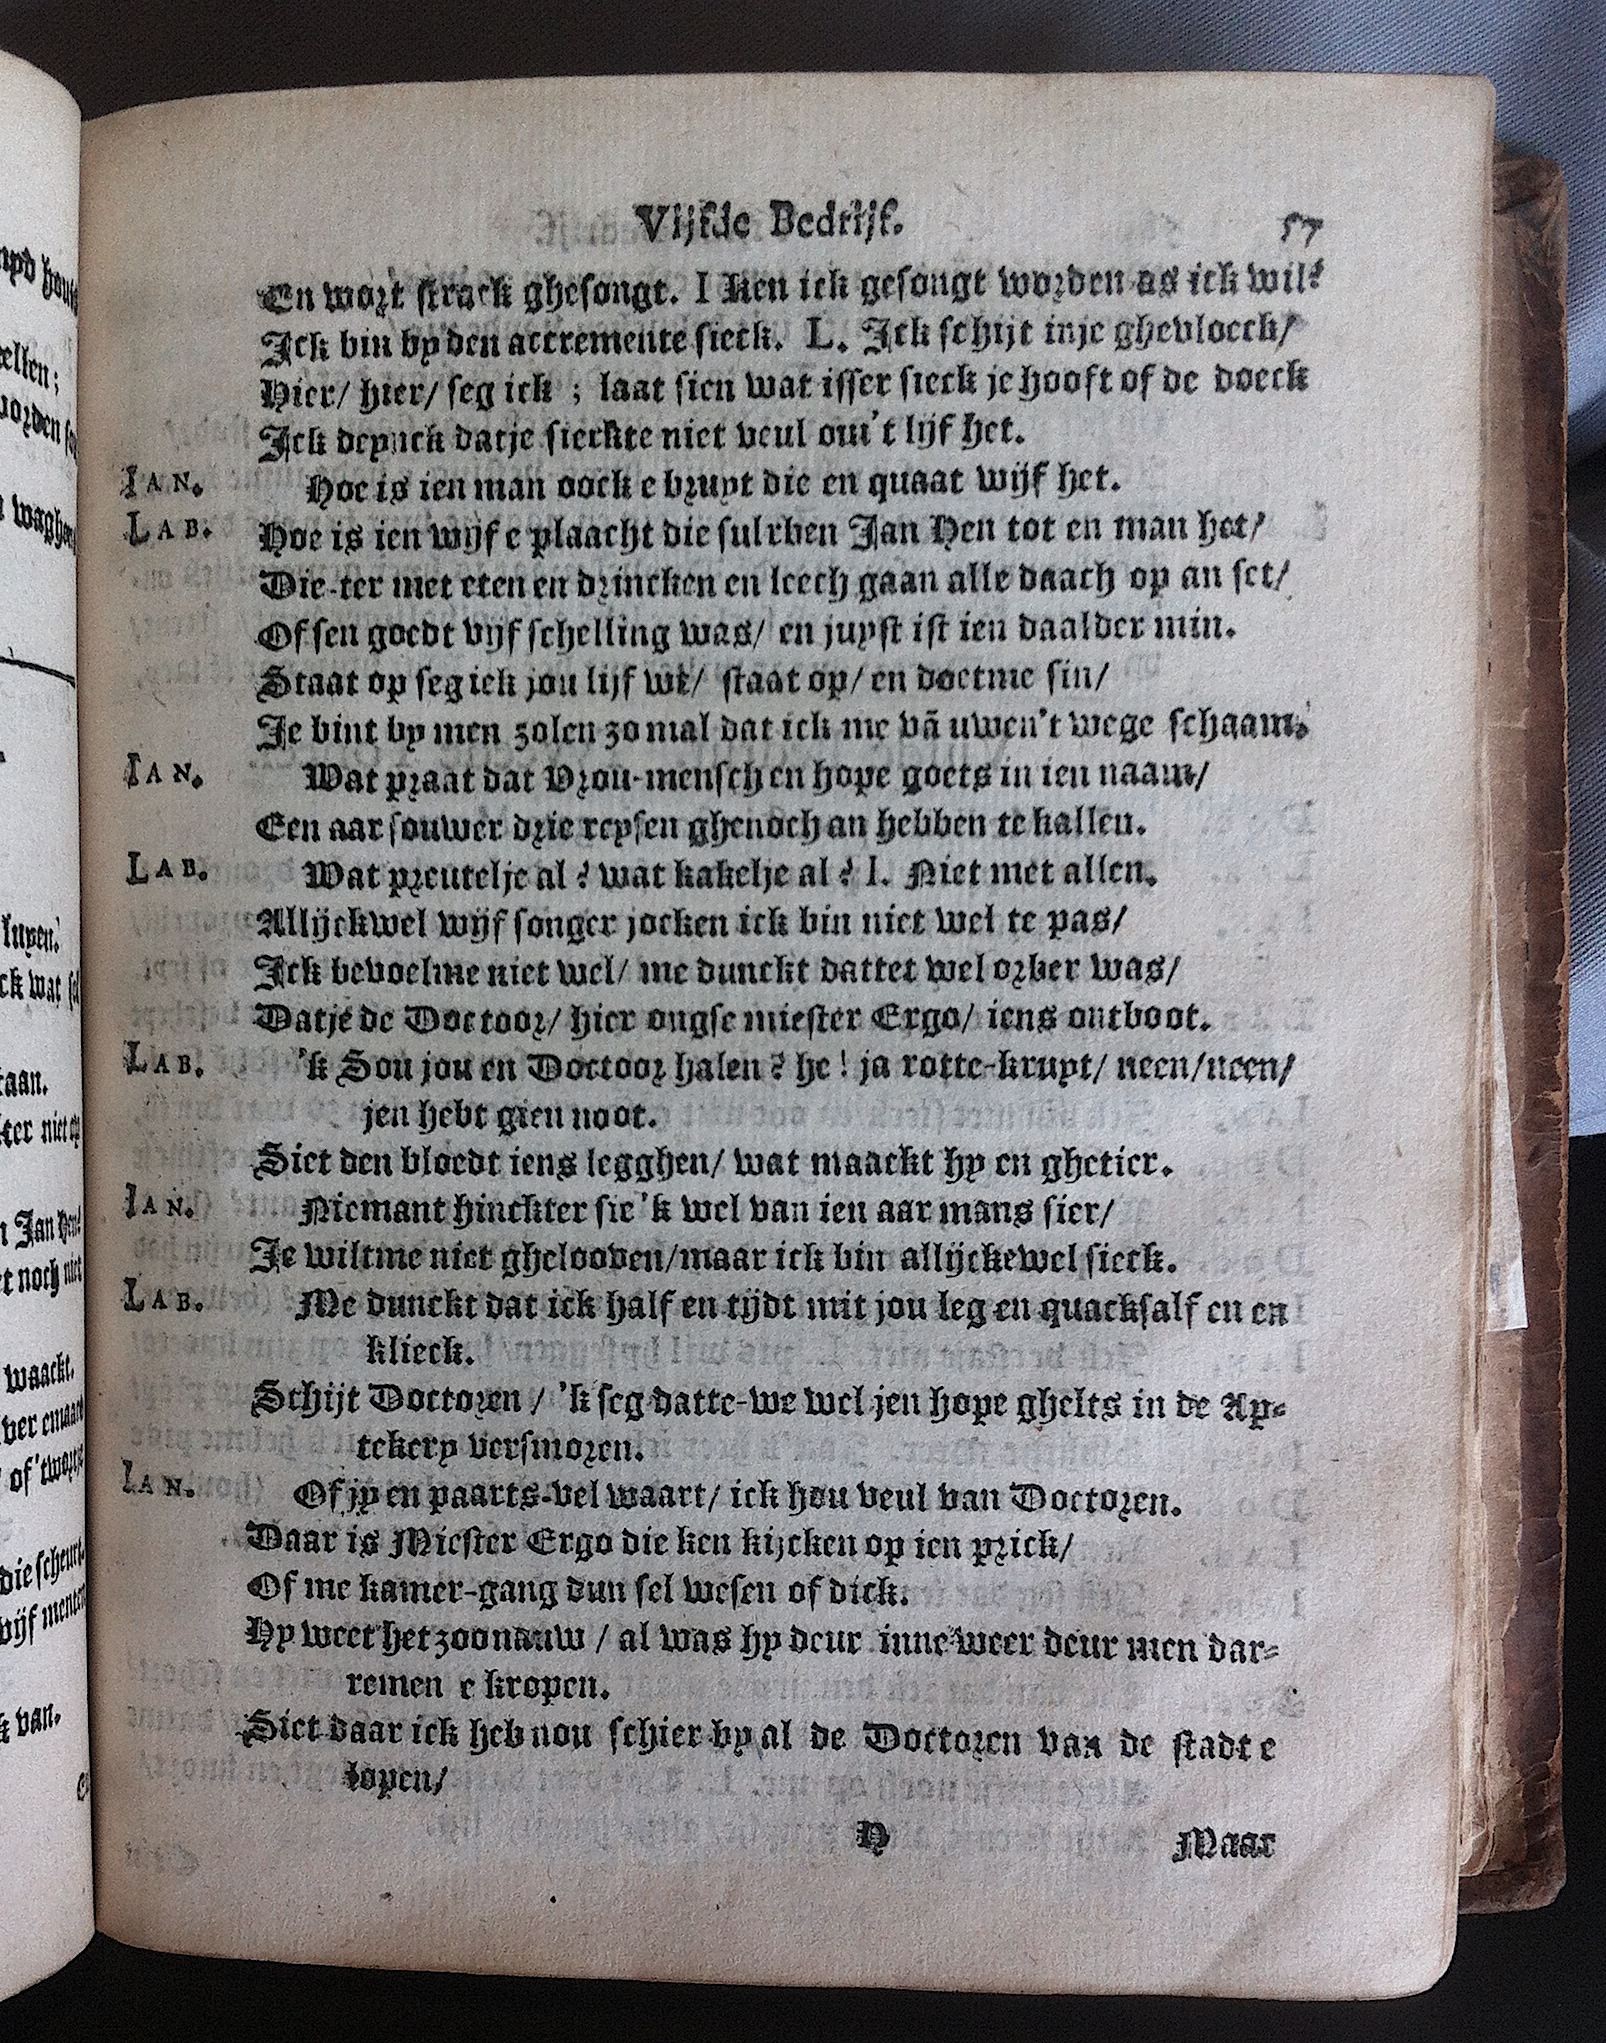 Vijfde Bedrijf. 57
En wort strack ghesongt. I Ken ick gesongt worden as ick wil?
Ick bin by den accremente sieck. L. Ick schijt inje ghevloeck/
Hier/ hier/ seg ick ; laat sien wat isser sieck je hooft of de doeck
Ick deynck datje sieckte niet veul om't lijf het.
IAN. Hoe is ien man oock e bruyt die en quaat wijf het.
LAB. Hoe is ien wijf e plaacht die sulcken Jan Hen tot en man het/
Die-ter met eten en drincken en leech gaan alle daach op an set/
Of sen goedt vijf schelling was/ en juyst ist ien daalder min.
Staat op seg ick jou lijf wt/ staat op/ en doetme sin/
Je bint by men zolen zo mal dat ick me vã uwen't wege schaam.
IAN. Wat praat dat Vrou-mensch en hope goets in ien naam/
Een aar souwer drie reysen ghenoch an hebben te kallen.
LAB. Wat preutelje al ? wat kakelje al ? I. Niet met allen.
Allijckwel wijf songer jocken ick bin niet wel te pas/
Ick bevoelme niet wel/ me dunckt dattet wel orber was/
Datje de Doctoor/ hier ongse miester Ergo/ iens ontboot.
LAB. 'k Sou jou en Doctoor halen ? he ! ja rotte-kruyt/ neen/neen/
jen hebt gien noot.
Siet den bloedt iens legghen/ wat maackt hy en ghetier.
IAN. Niemant hinckter sie 'k wel van ien aar mans sier/
Je wiltme niet ghelooven/maar ick bin allijckewel sieck.
LAB. Me dunckt dat ick half en tijdt mit jou leg en quacksalf en en
klieck.
Schijt Doctoren / 'k seg datte-we wel jen hope ghelts in de Ap-
tekery versmoren.
IAN. Of jy en paarts-vel waart/ ick hou veul van Doctoren.
Daar is Miester Ergo die ken kijcken op ien prick/
Of me kamer-gang dun sel wesen of dick.
Hy weet het zoo nauw / al was hy deur inne weer deur men dar-
remen e kropen.
Siet daar ick heb nou schier by al de Doctoren van de stadt e
lopen/
H Maar